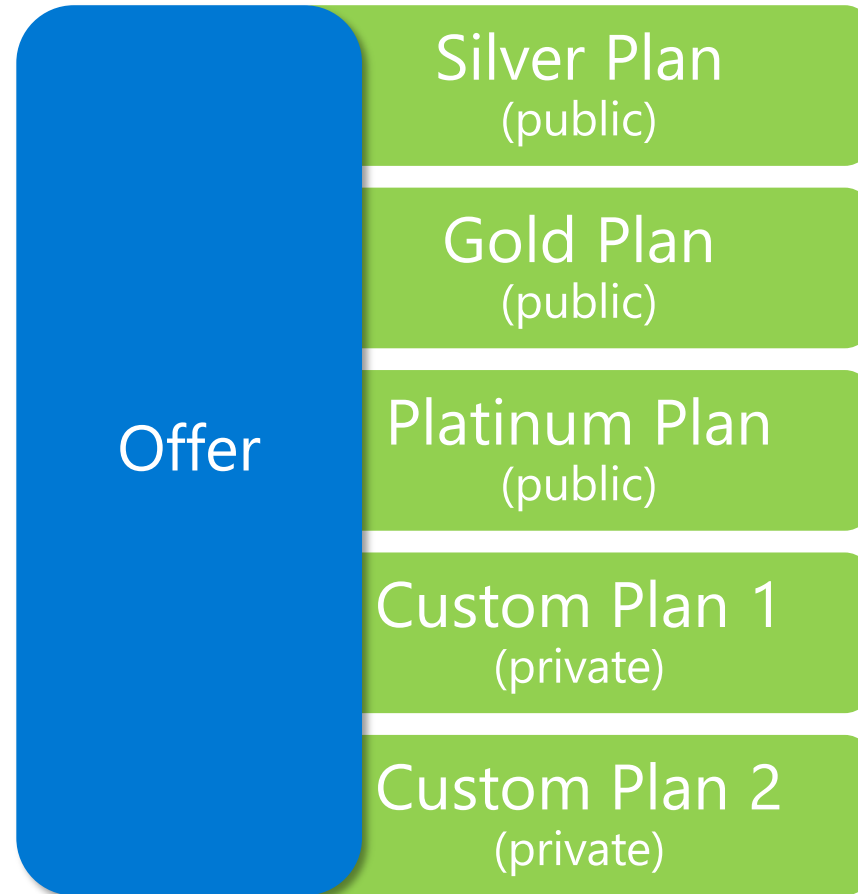 Offer
Silver Plan
(public)
Gold Plan
(public)
Platinum Plan
(public)
Custom Plan 1
(private)
Custom Plan 2
(private)